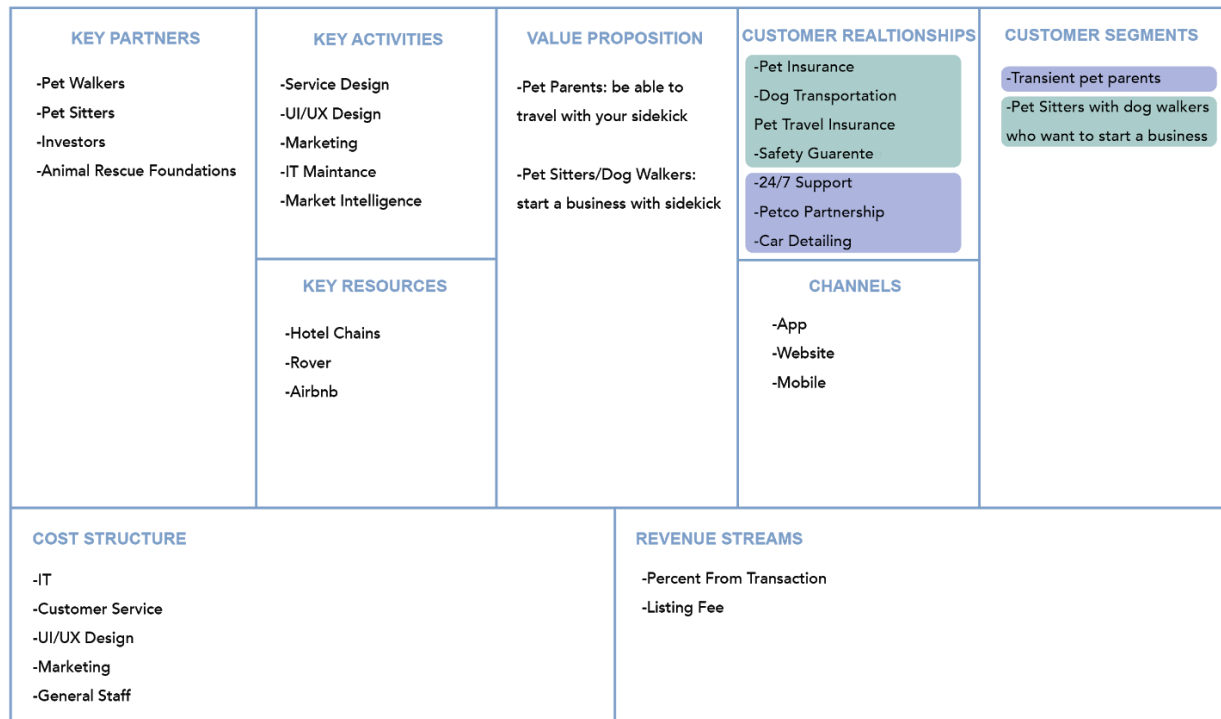 KEY PARTNERS
-Pet Walkers
-Pet Sitters
-Investors
-Animal Rescue Foundations
KEY ACTIVITIES
-Service Design
-UI/UX Design
-Marketing
-IT Maintance
-Market Intelligence
KEY RESOURCES
-Hotel Chains
-Rover
-Airbnb
VALUE PROPOSITION
-Pet Parents: be able to
travel with your sidekick
-Pet Sitters/Dog Walkers:
start a business with sidekick
CUSTOMER REALTIONSHIPS
-Pet Insurance
-Dog Transportation
Pet Travel Insurance
-Safety Guarente
-24/7 Support
-Petco Partnership
-Car Detailing
CHANNELS
-App
-Website
-Mobile
CUSTOMER SEGMENTS
-Transient pet parents
-Pet Sitters with dog walkers
who want to start a business
COST STRUCTURE
-IT
-Customer Service
-UI/UX Design
-Marketing
-General Staff
REVENUE STREAMS
-Percent From Transaction
-Listing Fee